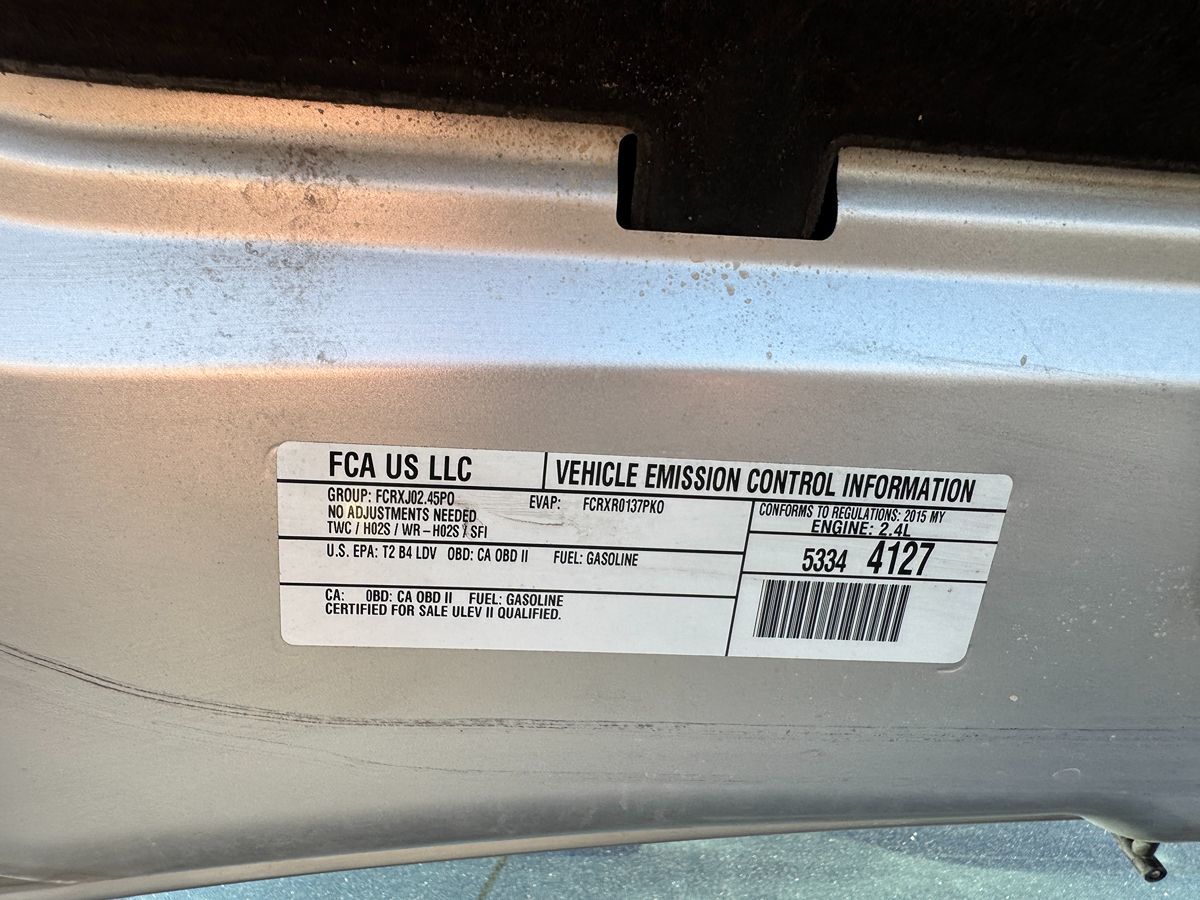 FCA US LLC
VEHICLE EMISSION CONTROL INFORMATION
GROUP: FCRXJ02.45P0 EVAP: FCRXR0137PK0
NO ADJUSTMENTS NEEDED
TWC / H02S / WR-H02S / SFI
CONFORMS TO REGULATIONS: 2015 MY
ENGINE: 2.4L
U.S. EPA: T2 B4 LDV OBD: CA OBD II FUEL: GASOLINE
5334 4127
CA: OBD: CA OBD II FUEL: GASOLINE
CERTIFIED FOR SALE ULEV II QUALIFIED.